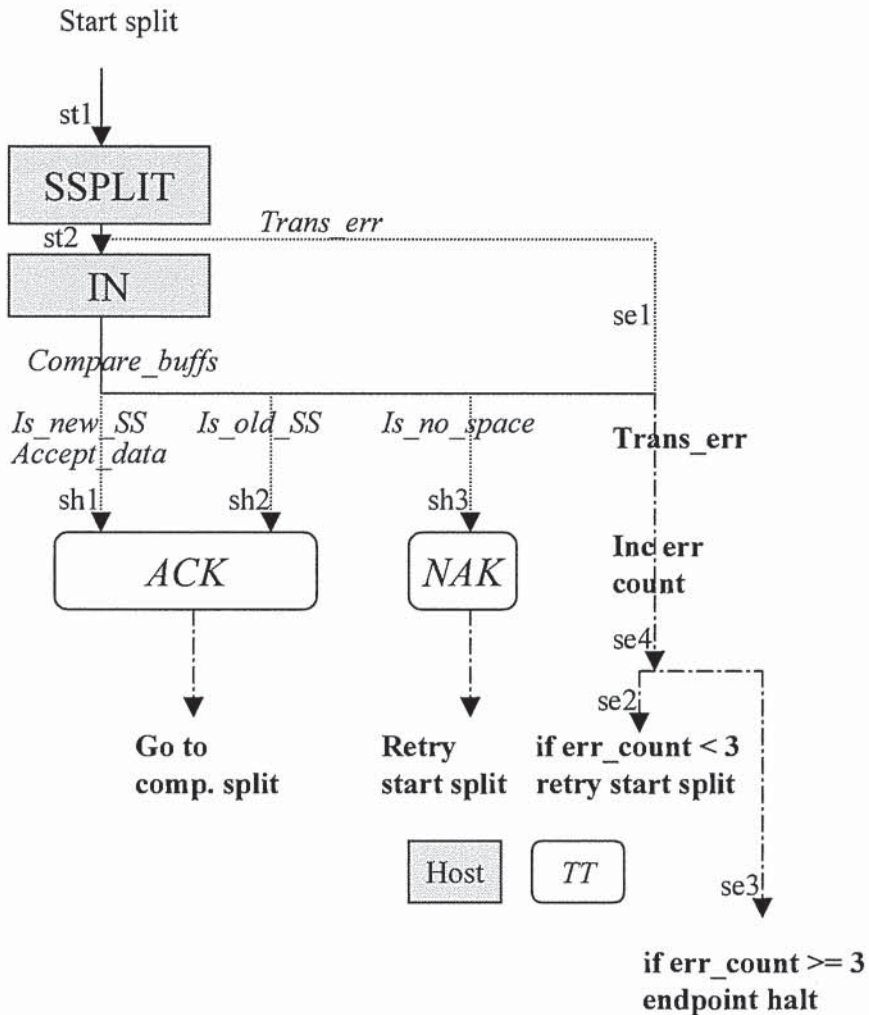 Start split
st1
SSPLIT
st2
Trans_err
IN
se1
Compare_buffs
Is_new_SS
Accept_data
Is_old_SS
Is_no_space
Trans_err
sh1
sh2
sh3
ACK
NAK
Inc err
count
se4
se2
Go to
comp. split
Retry
start split
if err_count < 3
retry start split
Host
TT
se3
if err_count >= 3
endpoint halt